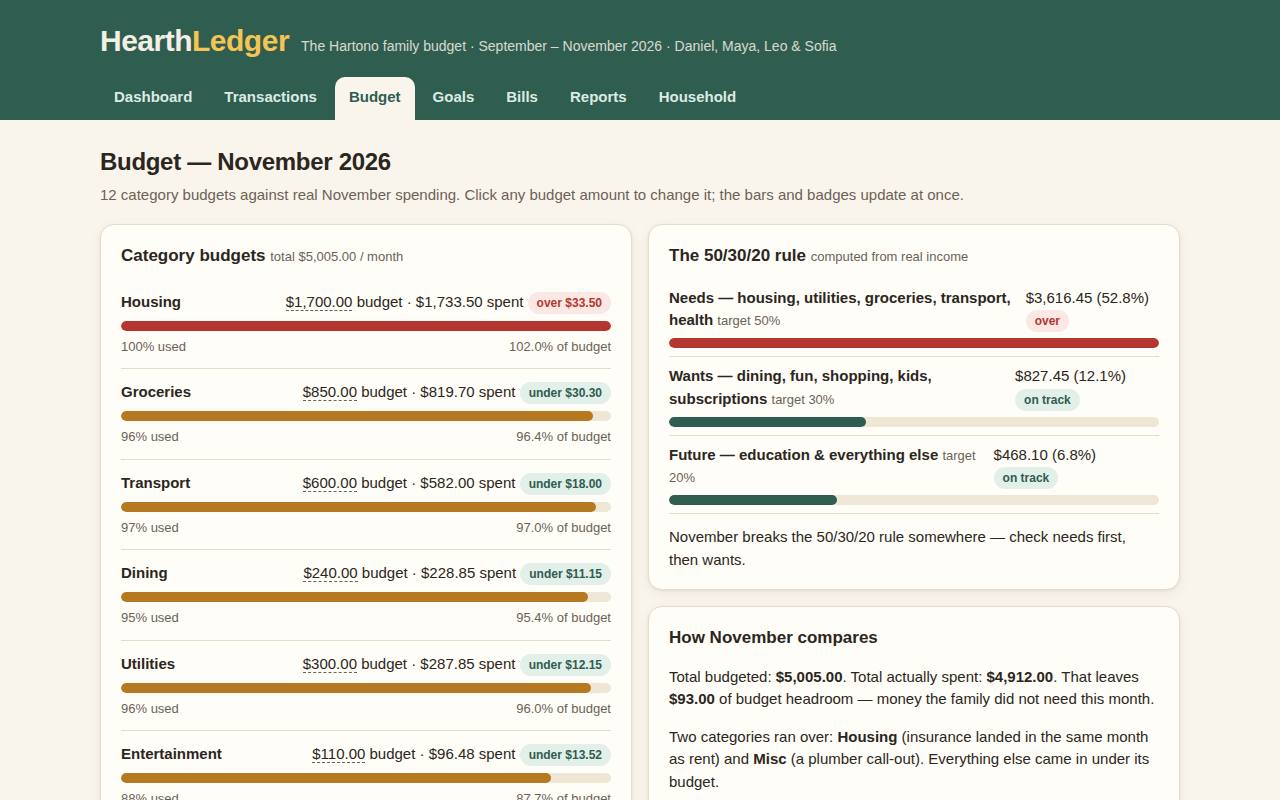 HearthLedger The Hartono family budget · September – November 2026 · Daniel, Maya, Leo & Sofia
Dashboard Transactions Budget Goals Bills Reports Household
Budget — November 2026
12 category budgets against real November spending. Click any budget amount to change it; the bars and badges update at once.
Category budgets total $5,005.00 / month
Housing $1,700.00 budget · $1,733.50 spent over $33.50
100% used 102.0% of budget
Groceries $850.00 budget · $819.70 spent under $30.30
96% used 96.4% of budget
Transport $600.00 budget · $582.00 spent under $18.00
97% used 97.0% of budget
Dining $240.00 budget · $228.85 spent under $11.15
95% used 95.4% of budget
Utilities $300.00 budget · $287.85 spent under $12.15
96% used 96.0% of budget
Entertainment $110.00 budget · $96.48 spent under $13.52
88% used 87.7% of budget
The 50/30/20 rule computed from real income
Needs — housing, utilities, groceries, transport, $3,616.45 (52.8%)
health target 50% over
Wants — dining, fun, shopping, kids, $827.45 (12.1%)
subscriptions target 30% on track
Future — education & everything else target $468.10 (6.8%)
20% on track
November breaks the 50/30/20 rule somewhere — check needs first,
then wants.
How November compares
Total budgeted: $5,005.00. Total actually spent: $4,912.00. That leaves
$93.00 of budget headroom — money the family did not need this month.
Two categories ran over: Housing (insurance landed in the same month
as rent) and Misc (a plumber call-out). Everything else came in under its
budget.